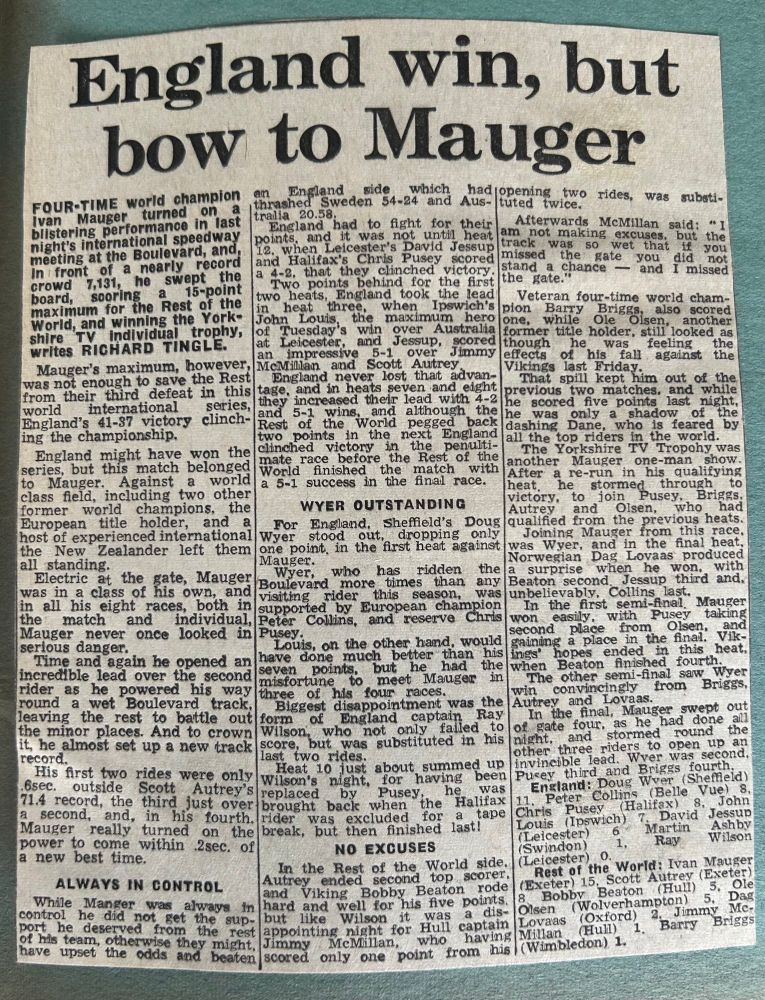 England win, but
bow to Mauger
FOUR-TIME world champion
Ivan Mauger turned on a
blistering performance in last
night's international speedway
meeting at the Boulevard, and,
in front of a nearly record
crowd 7,131, he swept the
board, scoring a 15-point
maximum for the Rest of the
World, and winning the York-
shire TV individual trophy,
writes RICHARD TINGLE.
Mauger's maximum, however,
was not enough to save the Rest
from their third defeat in this
world international series,
England's 41-37 victory clinch-
ing the championship.
England might have won the
series, but this match belonged
to Mauger. Against a world
class field, including two other
former world champions, the
European title holder, and a
host of experienced international
the New Zealander left them
all standing.
Electric at the gate, Mauger
was in a class of his own, and
in all his eight races, both in
the match and individual,
Mauger never once looked in
serious danger.
Time and again he opened an
incredible lead over the second
rider as he powered his way
round a wet Boulevard track,
leaving the rest to battle out
the minor places. And to crown
it, he almost set up a new track
record.
His first two rides were only
.6sec. outside Scott Autrey's
71.4 record, the third just over
a second, and, in his fourth,
Mauger really turned on the
power to come within .2sec. of
a new best time.
ALWAYS IN CONTROL
While Manger was always in
control he did not get the sup-
port he deserved from the rest
of his team, otherwise they might
have upset the odds and beaten
an England side which had
thrashed Sweden 54-24 and Aus-
tralia 20.58.
England had to fight for their
points, and it was not until heat
12, when Leicester's David Jessup
and Halifax's Chris Pusey scored
a 4-2, that they clinched victory.
Two points behind for the first
two heats, England took the lead
in heat three, when Ipswich's
John Louis, the maximum hero
of Tuesday's win over Australia
at Leicester, and Jessup, scored
an impressive 5-1 over Jimmy
McMillan and Scott Autrey.
England never lost that advan-
tage, and in heats seven and eight
they increased their lead with 4-2
and 5-1 wins, and although the
Rest of the World pegged back
two points in the next England
clinched victory in the penulti-
mate race before the Rest of the
World finished the match with
a 5-1 success in the final race.
WYER OUTSTANDING
For England, Sheffield's Doug
Wyer stood out, dropping only
one point, in the first heat against
Mauger.
Wyer, who has ridden the
Boulevard more times than any
visiting rider this season, was
supported by European champion
Peter Collins, and reserve Chris
Pusey.
Louis, on the other hand, would
have done much better than his
seven points, but he had the
misfortune to meet Mauger in
three of his four races.
Biggest disappointment was the
form of England captain Ray
Wilson, who not only failed to
score, but was substituted in his
last two rides.
Heat 10 just about summed up
Wilson's night, for having been
replaced by Pusey, he was
brought back when the Halifax
rider was excluded for a tape
break, but then finished last!
NO EXCUSES
In the Rest of the World side,
Autrey ended second top scorer,
and Viking Bobby Beaton rode
hard and well for his five points,
but like Wilson it was a dis-
appointing night for Hull captain
Jimmy McMillan, who having
scored only one point from his
opening two rides, was substi-
tuted twice.
Afterwards McMillan said: "I
am not making excuses, but the
track was so wet that if you
missed the gate you did not
stand a chance — and I missed
the gate."
Veteran four-time world cham-
pion Barry Briggs, also scored
one, while Ole Olsen, another
former title holder, still looked as
though he was feeling the
effects of his fall against the
Vikings last Friday.
That spill kept him out of the
previous two matches, and while
he scored five points last night,
he was only a shadow of the
dashing Dane, who is feared by
all the top riders in the world.
The Yorkshire TV Tropohy was
another Mauger one-man show.
After a re-run in his qualifying
heat, he stormed through to
victory, to join Pusey, Briggs,
Autrey and Olsen, who had
qualified from the previous heats.
Joining Mauger from this race,
was Wyer, and in the final heat,
Norwegian Dag Lovaas produced
a surprise when he won, with
Beaton second, Jessup third and,
unbelievably, Collins last.
In the first semi-final, Mauger
won easily, with Pusey taking
second place from Olsen, and
gaining a place in the final. Vik-
ings' hopes ended in this heat,
when Beaton finished fourth.
The other semi-final saw Wyer
win convincingly from Briggs,
Autrey and Lovaas.
In the final, Mauger swept out
of gate four, as he had done all
night, and stormed round the
other three riders to open up an
invincible lead. Wyer was second,
Pusey third and Briggs fourth.
England: Doug Wyer (Sheffield)
11, Peter Collins (Belle Vue) 8,
Chris Pusey (Halifax) 8, John
Louis (Ipswich) 7, David Jessup
(Leicester) 6 Martin Ashby
(Swindon) 1, Ray Wilson
(Leicester) 0.
Rest of the World: Ivan Mauger
(Exeter) 15, Scott Autrey (Exeter)
8 Bobby Beaton (Hull) 5, Ole
Olsen (Wolverhampton) 5, Dag
Lovaas (Oxford) 2, Jimmy Mc-
Millan (Hull) 1, Barry Briggs
(Wimbledon) 1.